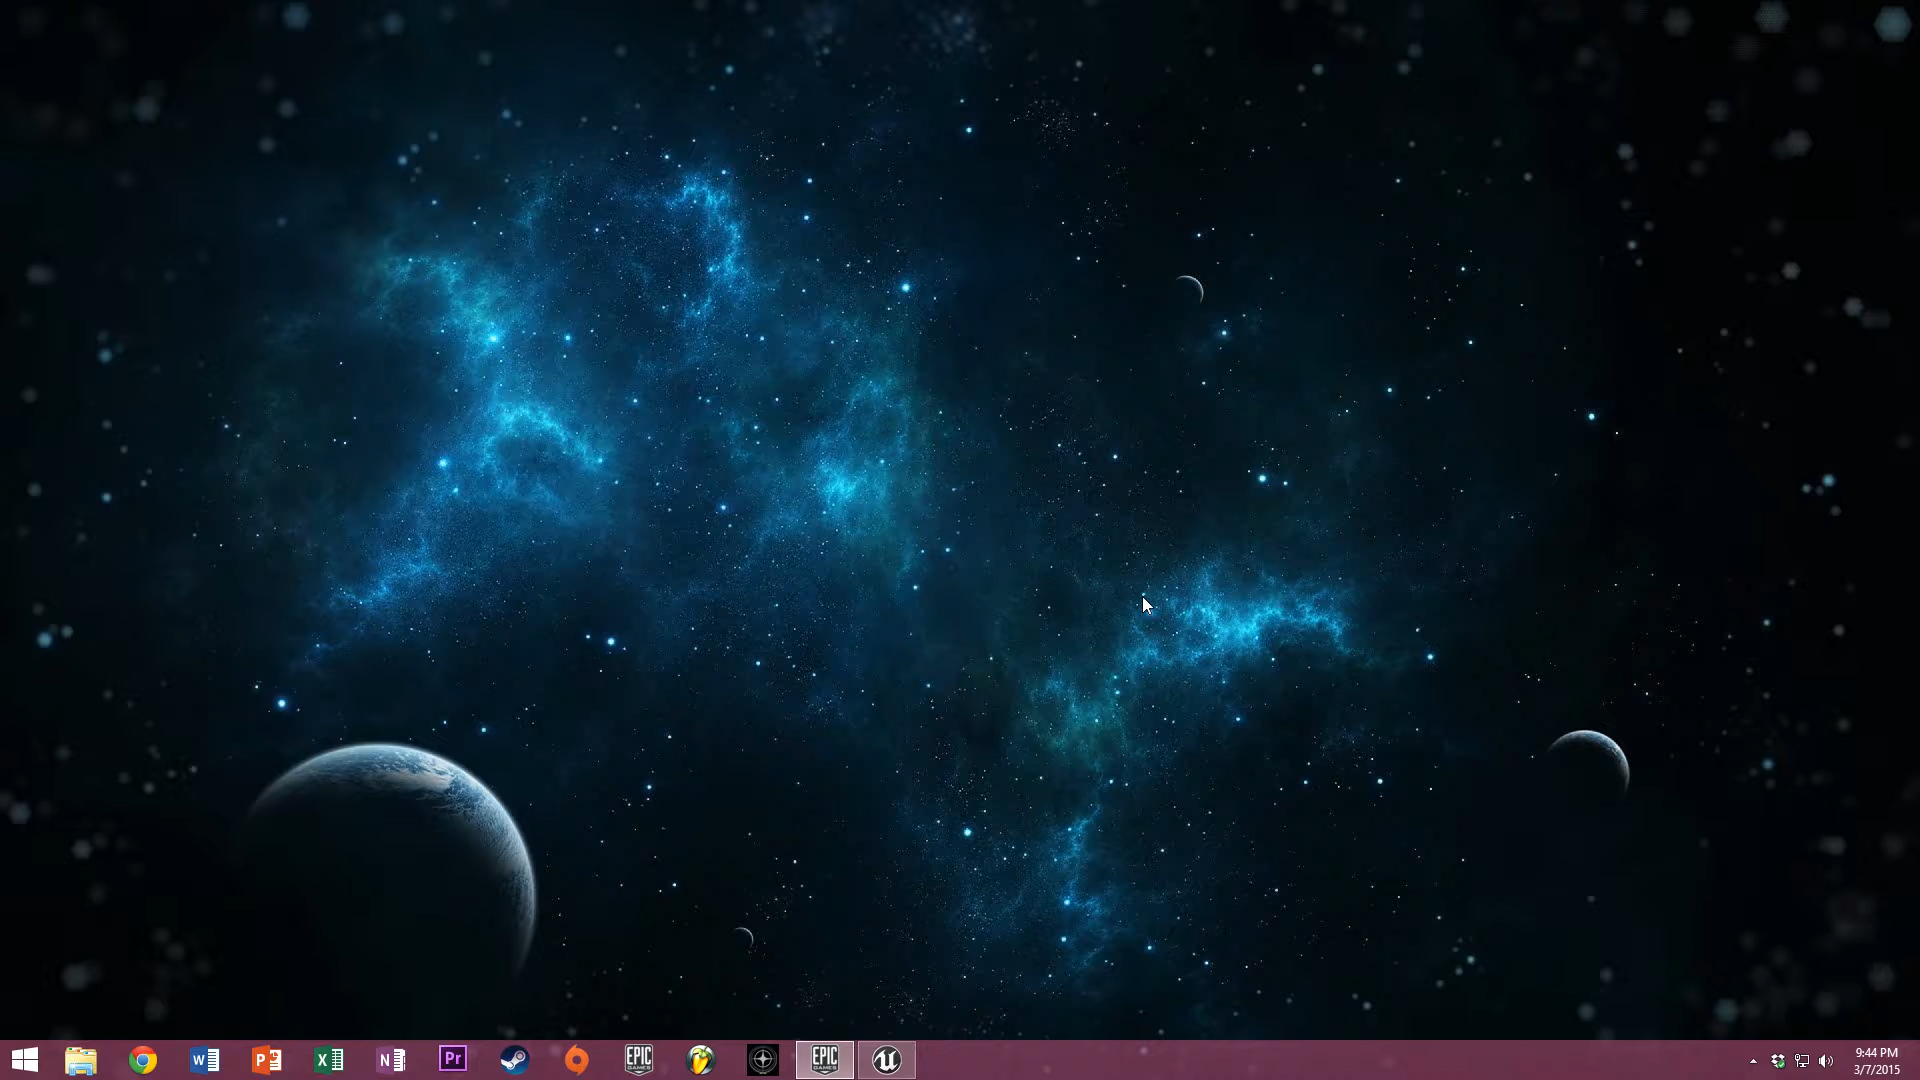 W
P
X
N
Pr
EPIC
GAMES
EPIC
GAMES
9:44 PM
3/7/2015